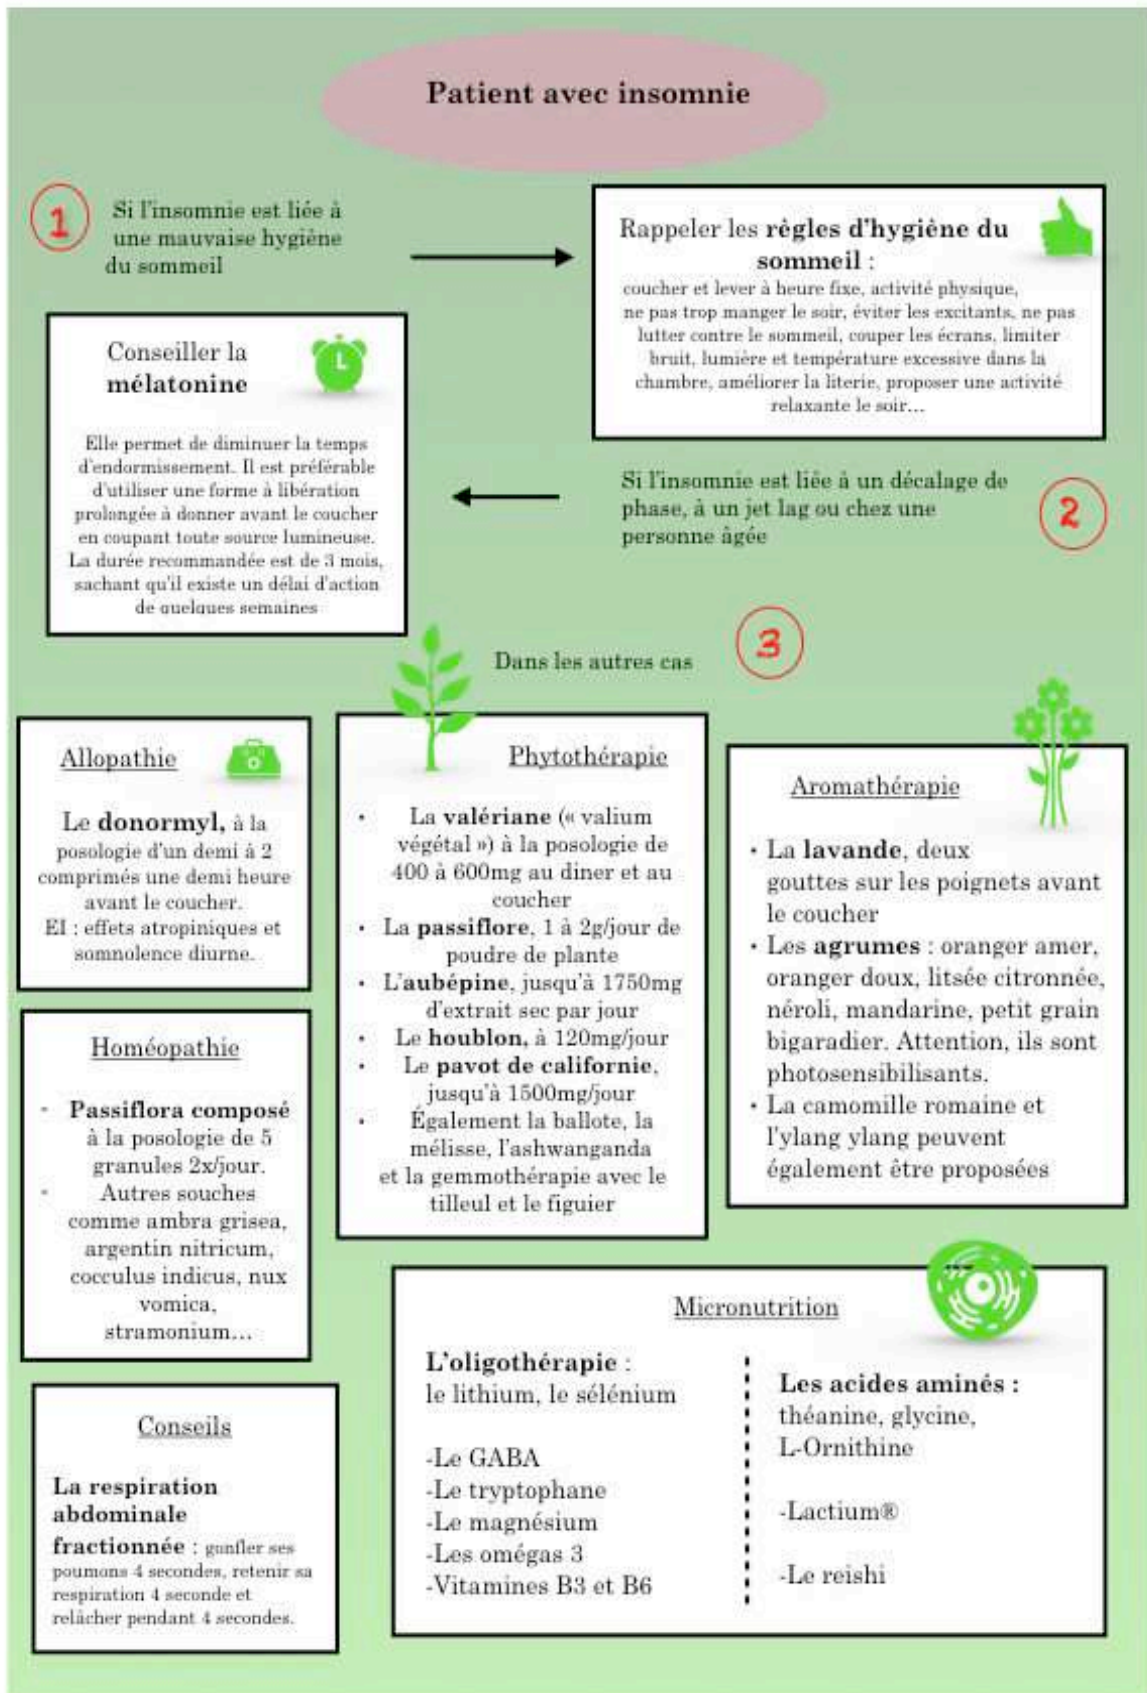 Patient avec insomnie
1
Si l'insomnie est liée à
une mauvaise hygiène
du sommeil
Rappeler les règles d'hygiène du
sommeil :
coucher et lever à heure fixe, activité physique,
ne pas trop manger le soir, éviter les excitants, ne pas
lutter contre le sommeil, couper les écrans, limiter
bruit, lumière et température excessive dans la
chambre, améliorer la literie, proposer une activité
relaxante le soir…
Conseiller la
mélatonine
Elle permet de diminuer la temps
d'endormissement. Il est préférable
d'utiliser une forme à libération
prolongée à donner avant le coucher
en coupant toute source lumineuse.
La durée recommandée est de 3 mois,
sachant qu'il existe un délai d'action
de quelques semaines
Si l'insomnie est liée à un décalage de
phase, à un jet lag ou chez une
personne âgée
2
Dans les autres cas
3
Allopathie
Le donormyl, à la
posologie d'un demi à 2
comprimés une demi heure
avant le coucher.
EI : effets atropiniques et
somnolence diurne.
Homéopathie
- Passiflora composé
à la posologie de 5
granules 2x/jour.
- Autres souches
comme ambra grisea,
argentin nitricum,
cocculus indicus, nux
vomica,
stramonium…
Conseils
La respiration
abdominale
fractionnée : gonfler ses
poumons 4 secondes, retenir sa
respiration 4 seconde et
relâcher pendant 4 secondes.
Phytothérapie
• La valériane (« valium
végétal ») à la posologie de
400 à 600mg au diner et au
coucher
• La passiflore, 1 à 2g/jour de
poudre de plante
• L'aubépine, jusqu'à 1750mg
d'extrait sec par jour
• Le houblon, à 120mg/jour
• Le pavot de californie,
jusqu'à 1500mg/jour
• Également la ballote, la
mélisse, l'ashwanganda
et la gemmothérapie avec le
tilleul et le figuier
Aromathérapie
• La lavande, deux
gouttes sur les poignets avant
le coucher
• Les agrumes : oranger amer,
oranger doux, litsée citronnée,
néroli, mandarine, petit grain
bigaradier. Attention, ils sont
photosensibilisants.
• La camomille romaine et
l'ylang ylang peuvent
également être proposées
Micronutrition
L'oligothérapie :
le lithium, le sélénium
-Le GABA
-Le tryptophane
-Le magnésium
-Les omégas 3
-Vitamines B3 et B6
Les acides aminés :
théanine, glycine,
L-Ornithine
-Lactium®
-Le reishi